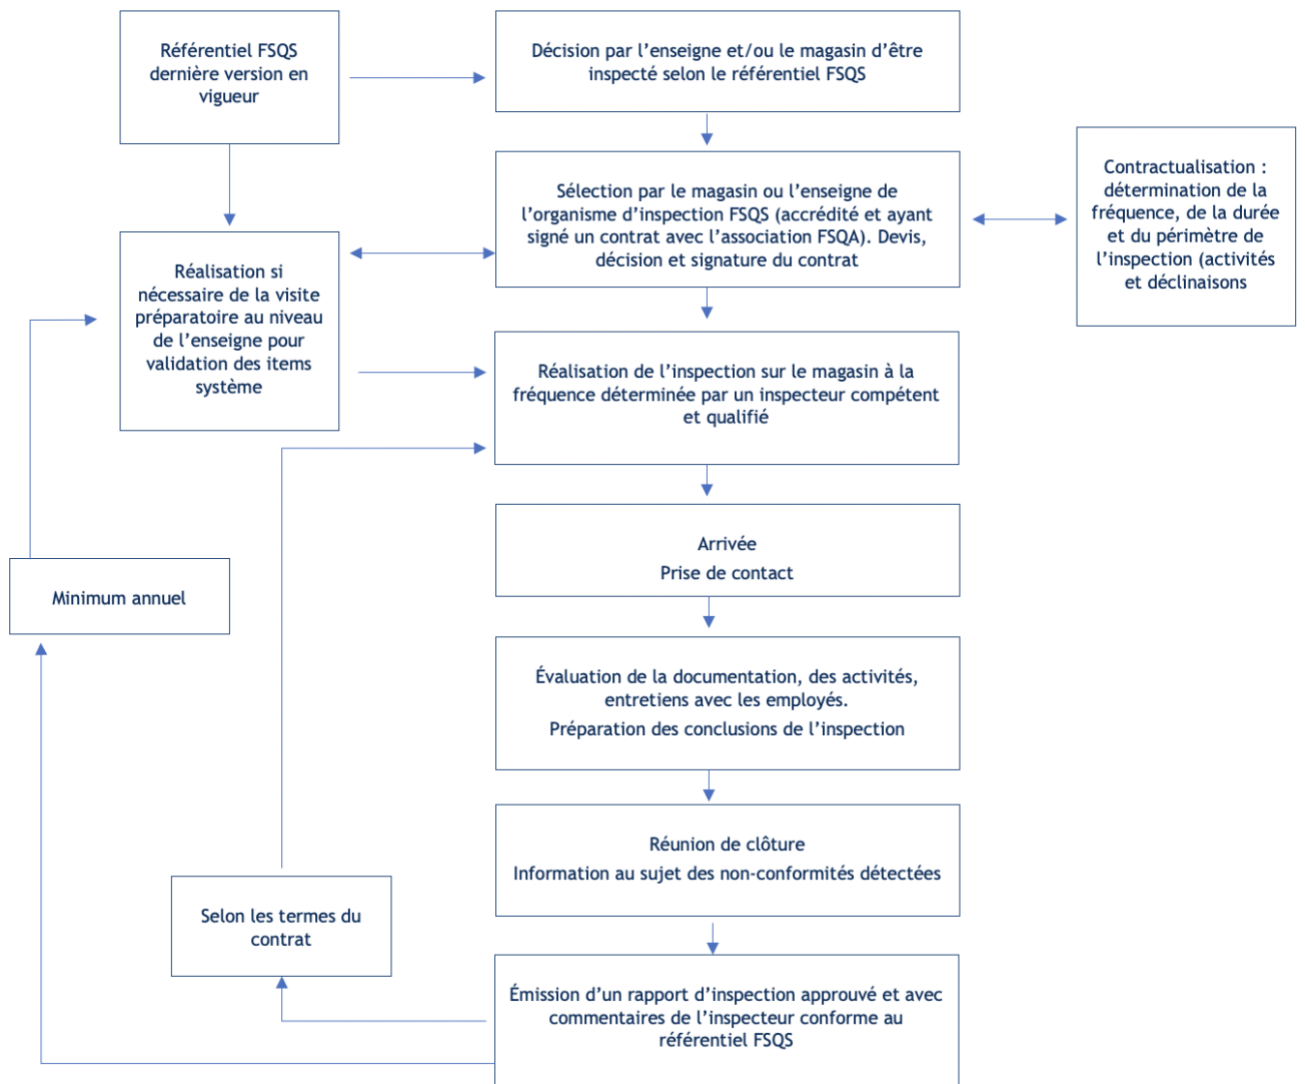 Référentiel FSQS
dernière version en
vigueur
Décision par l’enseigne et/ou le magasin d’être
inspecté selon le référentiel FSQS
Sélection par le magasin ou l’enseigne de
l’organisme d’inspection FSQS (accrédité et ayant
signé un contrat avec l’association FSQA). Devis,
décision et signature du contrat
Contractualisation :
détermination de la
fréquence, de la durée
et du périmètre de
l’inspection (activités
et déclinaisons
Réalisation si
nécessaire de la visite
préparatoire au niveau
de l’enseigne pour
validation des items
système
Réalisation de l’inspection sur le magasin à la
fréquence déterminée par un inspecteur compétent
et qualifié
Arrivée
Prise de contact
Minimum annuel
Évaluation de la documentation, des activités,
entretiens avec les employés.
Préparation des conclusions de l’inspection
Réunion de clôture
Information au sujet des non-conformités détectées
Selon les termes du
contrat
Émission d’un rapport d’inspection approuvé et avec
commentaires de l’inspecteur conforme au
référentiel FSQS